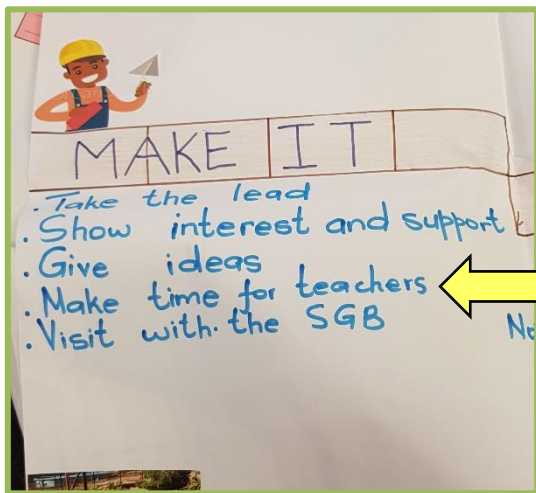 MAKE IT
. Take the lead
. Show interest and support
. Give ideas
. Make time for teachers
. Visit with. the SGB